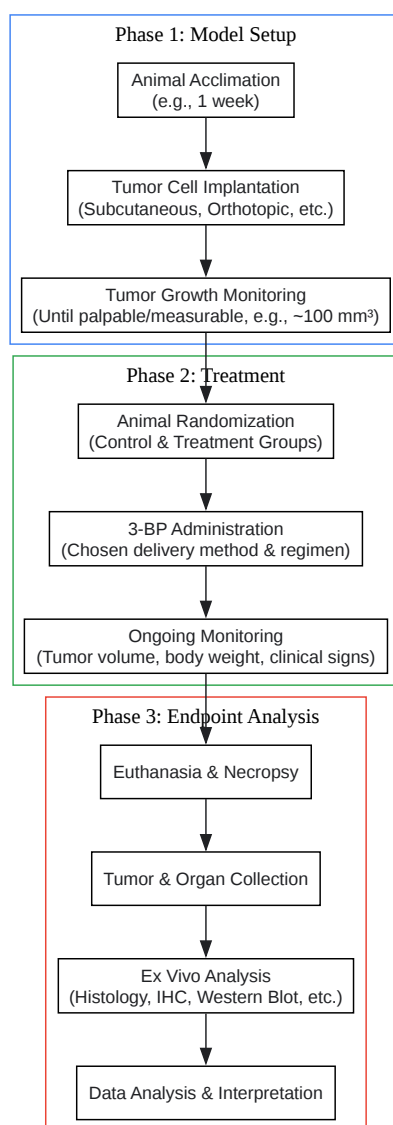 Phase 1: Model Setup
Animal Acclimation
(e.g., 1 week)
Tumor Cell Implantation
(Subcutaneous, Orthotopic, etc.)
Tumor Growth Monitoring
(Until palpable/measurable, e.g., ~100 mm³)
Phase 2: Treatment
Animal Randomization
(Control & Treatment Groups)
3-BP Administration
(Chosen delivery method & regimen)
Ongoing Monitoring
(Tumor volume, body weight, clinical signs)
Phase 3: Endpoint Analysis
Euthanasia & Necropsy
Tumor & Organ Collection
Ex Vivo Analysis
(Histology, IHC, Western Blot, etc.)
Data Analysis & Interpretation